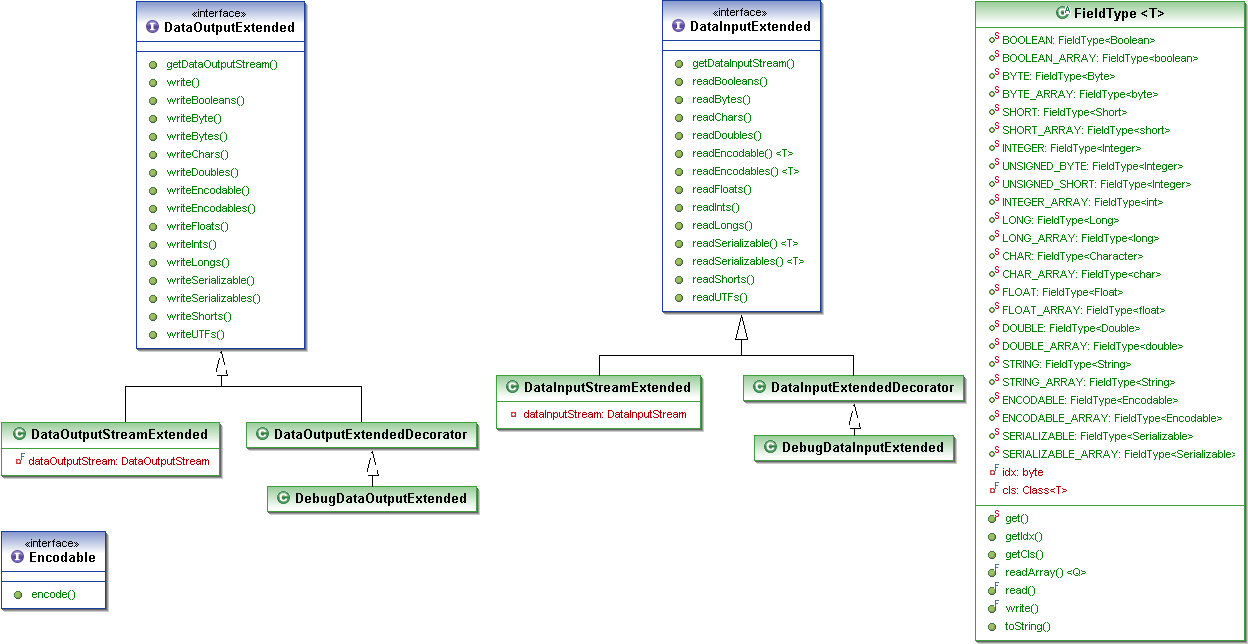 «interface»
DataOutputExtended
getDataOutputStream()
write()
writeBooleans()
writeByte()
writeBytes()
writeChars()
writeDoubles()
writeEncodable()
writeEncodables()
writeFloats()
writeInts()
writeLongs()
writeSerializable()
writeSerializables()
writeShorts()
writeUTFs()
DataOutputStreamExtended
dataOutputStream: DataOutputStream
DataOutputExtendedDecorator
DebugDataOutputExtended
«interface»
Encodable
encode()
«interface»
DataInputExtended
getDataInputStream()
readBooleans()
readBytes()
readChars()
readDoubles()
readEncodable() <T>
readEncodables() <T>
readFloats()
readInts()
readLongs()
readSerializable() <T>
readSerializables() <T>
readShorts()
readUTFs()
DataInputStreamExtended
dataInputStream: DataInputStream
DataInputExtendedDecorator
DebugDataInputExtended
FieldType <T>
BOOLEAN: FieldType<Boolean>
BOOLEAN_ARRAY: FieldType<boolean>
BYTE: FieldType<Byte>
BYTE_ARRAY: FieldType<byte>
SHORT: FieldType<Short>
SHORT_ARRAY: FieldType<short>
INTEGER: FieldType<Integer>
UNSIGNED_BYTE: FieldType<Integer>
UNSIGNED_SHORT: FieldType<Integer>
INTEGER_ARRAY: FieldType<int>
LONG: FieldType<Long>
LONG_ARRAY: FieldType<long>
CHAR: FieldType<Character>
CHAR_ARRAY: FieldType<char>
FLOAT: FieldType<Float>
FLOAT_ARRAY: FieldType<float>
DOUBLE: FieldType<Double>
DOUBLE_ARRAY: FieldType<double>
STRING: FieldType<String>
STRING_ARRAY: FieldType<String>
ENCODABLE: FieldType<Encodable>
ENCODABLE_ARRAY: FieldType<Encodable>
SERIALIZABLE: FieldType<Serializable>
SERIALIZABLE_ARRAY: FieldType<Serializable>
idx: byte
cls: Class<T>
get()
getIdx()
getCls()
readArray() <Q>
read()
write()
toString()